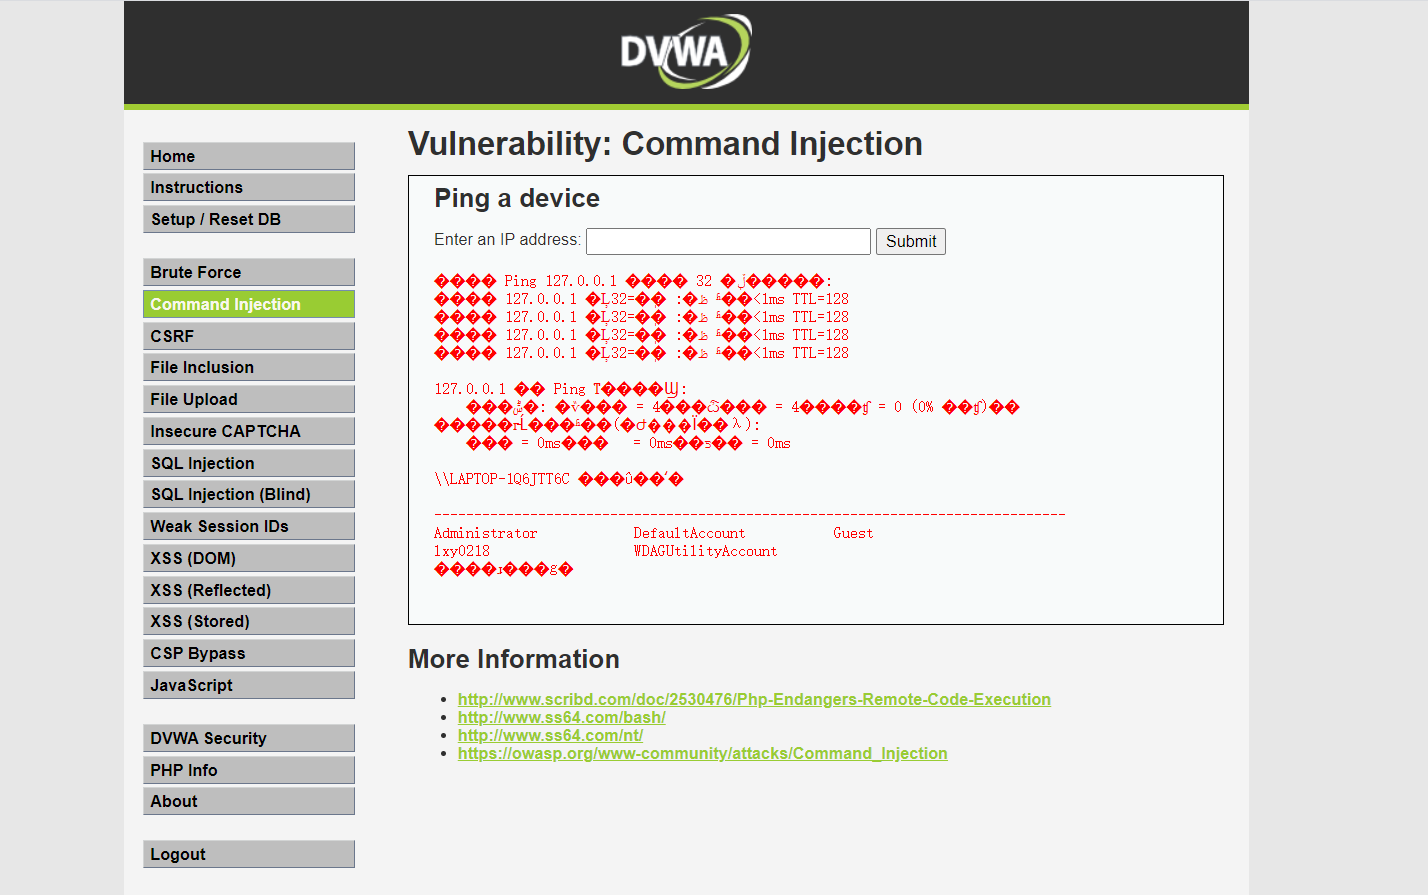 DVWA
Home
Instructions
Setup / Reset DB
Brute Force
Command Injection
CSRF
File Inclusion
File Upload
Insecure CAPTCHA
SQL Injection
SQL Injection (Blind)
Weak Session IDs
XSS (DOM)
XSS (Reflected)
XSS (Stored)
CSP Bypass
JavaScript
DVWA Security
PHP Info
About
Logout
Vulnerability: Command Injection
Ping a device
Enter an IP address: Submit
Ping 127.0.0.1 32
127.0.0.1 32= <1ms TTL=128
127.0.0.1 32= <1ms TTL=128
127.0.0.1 32= <1ms TTL=128
127.0.0.1 32= <1ms TTL=128
127.0.0.1 Ping
= 4 = 4 = 0 (0%
= 0ms = 0ms = 0ms
\\LAPTOP-1Q6JTT6C
-------------------------------------------------------------------------------
Administrator DefaultAccount Guest
lxy0218 WDAGUtilityAccount
More Information
http://www.scribd.com/doc/2530476/Php-Endangers-Remote-Code-Execution
http://www.ss64.com/bash/
http://www.ss64.com/nt/
https://owasp.org/www-community/attacks/Command_Injection